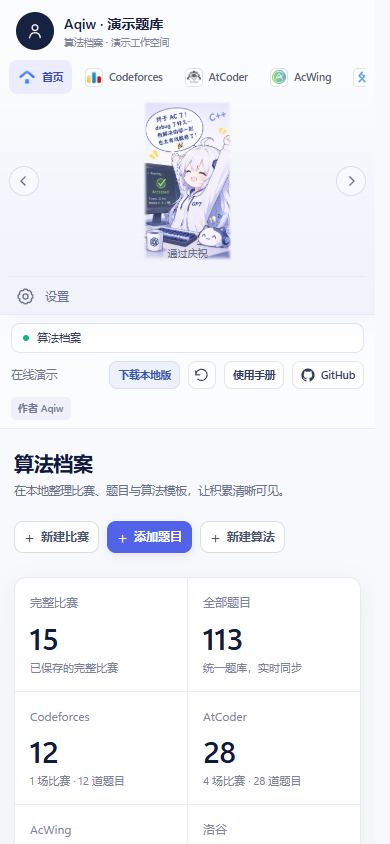 Aqiw · 演示题库
算法档案 · 演示工作空间
首页
Codeforces
AtCoder
AcWing
终于 AC 了!
C++
Accepted
GPT
通过庆祝
设置
算法档案
在线演示
下载本地版
使用手册
GitHub
作者 Aqiw
算法档案
在本地整理比赛、题目与算法模板，让积累清晰可见。
+ 新建比赛
+ 添加题目
+ 新建算法
完整比赛
全部题目
15
113
已保存的完整比赛
统一题库，实时同步
Codeforces
AtCoder
12
28
1 场比赛 · 12 道题目
4 场比赛 · 28 道题目
AcWing
洛谷